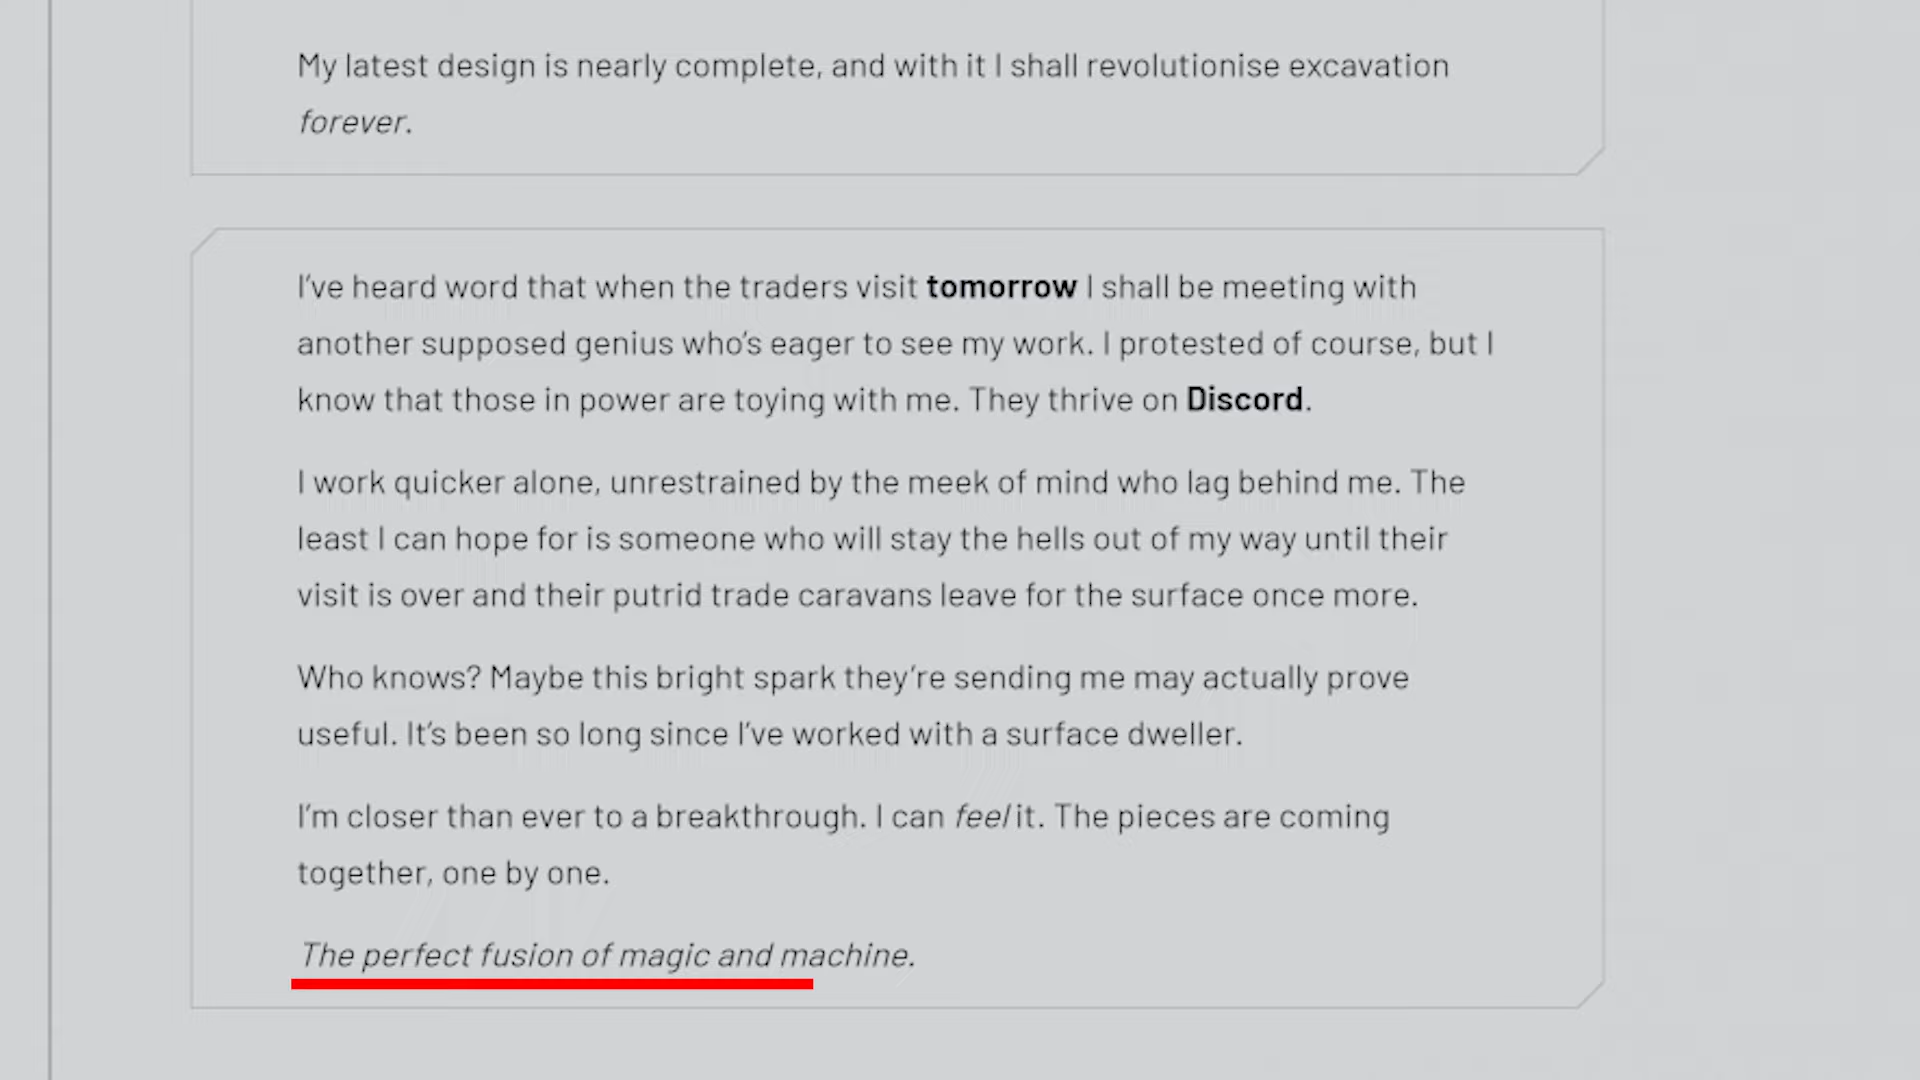 My latest design is nearly complete, and with it I shall revolutionise excavation
forever.
I've heard word that when the traders visit tomorrow I shall be meeting with
another supposed genius who's eager to see my work. I protested of course, but I
know that those in power are toying with me. They thrive on Discord.
I work quicker alone, unrestrained by the meek of mind who lag behind me. The
least I can hope for is someone who will stay the hells out of my way until their
visit is over and their putrid trade caravans leave for the surface once more.
Who knows? Maybe this bright spark they're sending me may actually prove
useful. It's been so long since I've worked with a surface dweller.
I'm closer than ever to a breakthrough. I can feel it. The pieces are coming
together, one by one.
The perfect fusion of magic and machine.